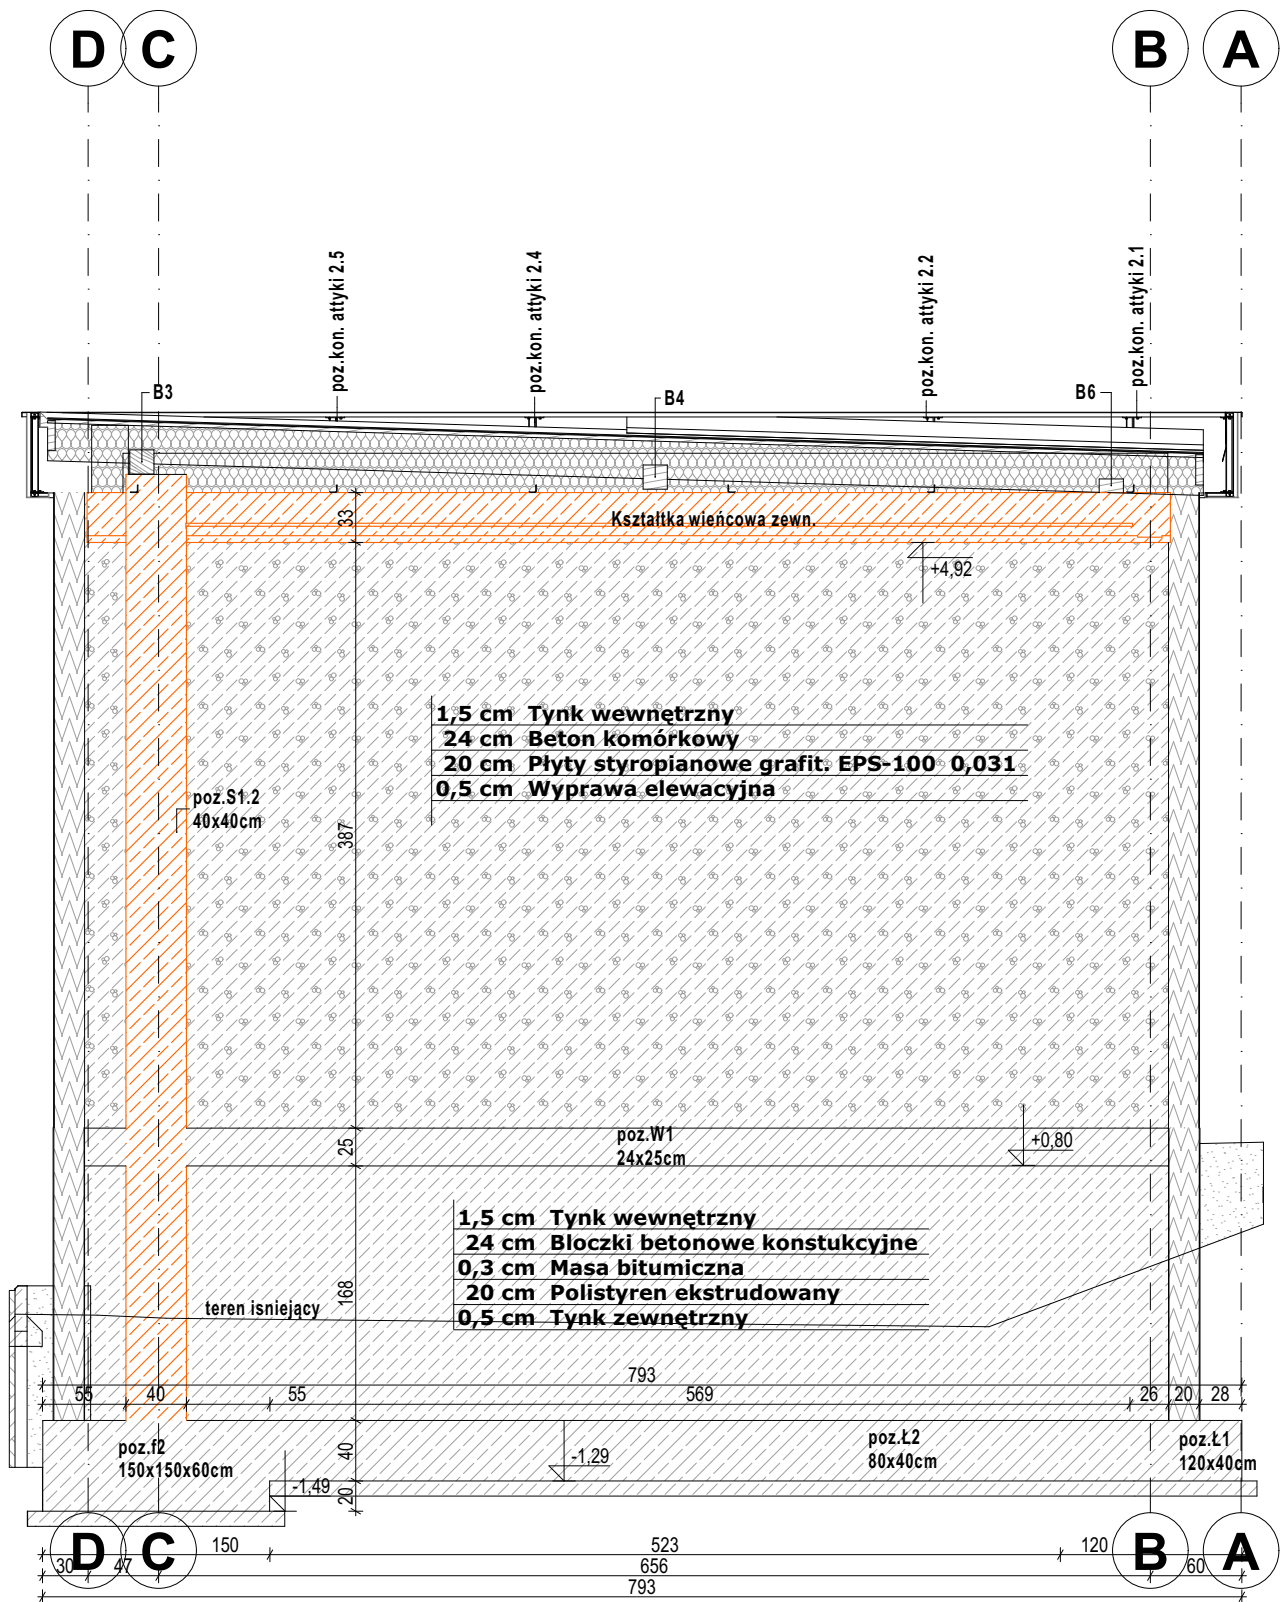 D C B A
poz.kon. attyki 2.5
poz.kon. attyki 2.4
poz.kon. attyki 2.2
poz.kon. attyki 2.1
B3
B4
B6
33
Kształtka wieńcowa zewn.
+4,92
1,5 cm Tynk wewnętrzny
24 cm Beton komórkowy
20 cm Płyty styropianowe grafit. EPS-100 0,031
0,5 cm Wyprawa elewacyjna
poz.S1.2
40x40cm
387
25
poz.W1
24x25cm
+0,80
1,5 cm Tynk wewnętrzny
24 cm Bloczki betonowe konstukcyjne
0,3 cm Masa bitumiczna
20 cm Polistyren ekstrudowany
0,5 cm Tynk zewnętrzny
168
teren isniejący
793
55 40 55 569 26 20 28
poz.f2
150x150x60cm
40
-1,29
poz.Ł2
80x40cm
poz.Ł1
120x40cm
-1,49
20
D C B A
150 523 120
30 47 656 60
793